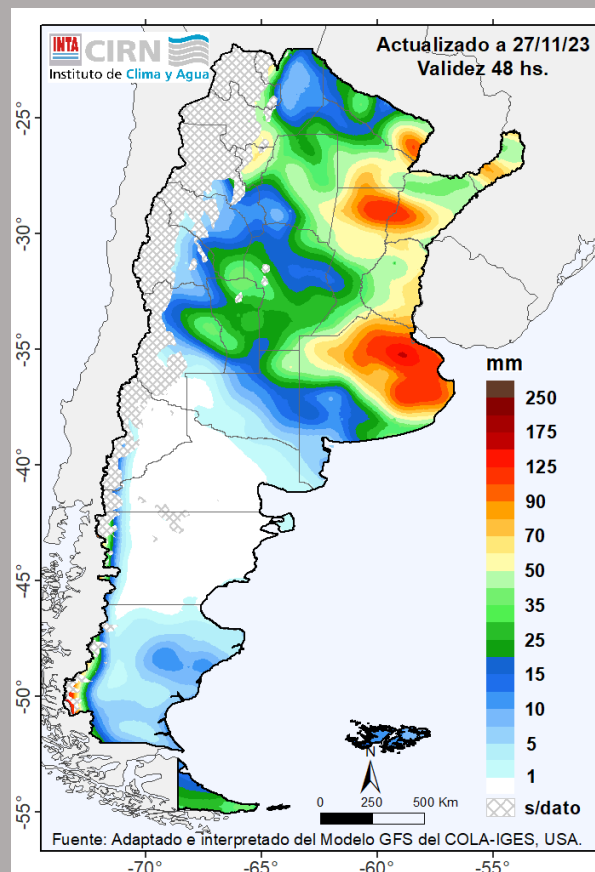 INTA CIRN
Instituto de Clima y Agua
Actualizado a 27/11/23
Validez 48 hs.
-25°
-30°
-35°
-40°
-45°
-50°
-55°
mm
250
175
125
90
70
50
35
25
15
10
5
1
s/dato
N
0 250 500 Km
Fuente: Adaptado e interpretado del Modelo GFS del COLA-IGES, USA.
-70° -65° -60° -55°